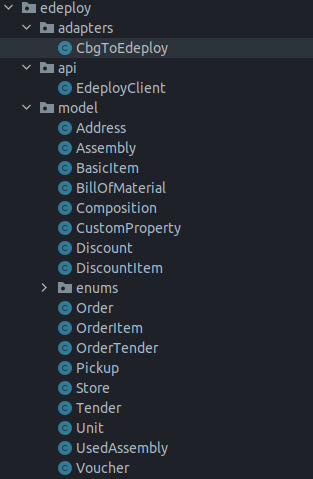 edeploy
adapters
CbgToEdeploy
api
EdeployClient
model
Address
Assembly
BasicItem
BillOfMaterial
Composition
CustomProperty
Discount
DiscountItem
enums
Order
OrderItem
OrderTender
Pickup
Store
Tender
Unit
UsedAssembly
Voucher